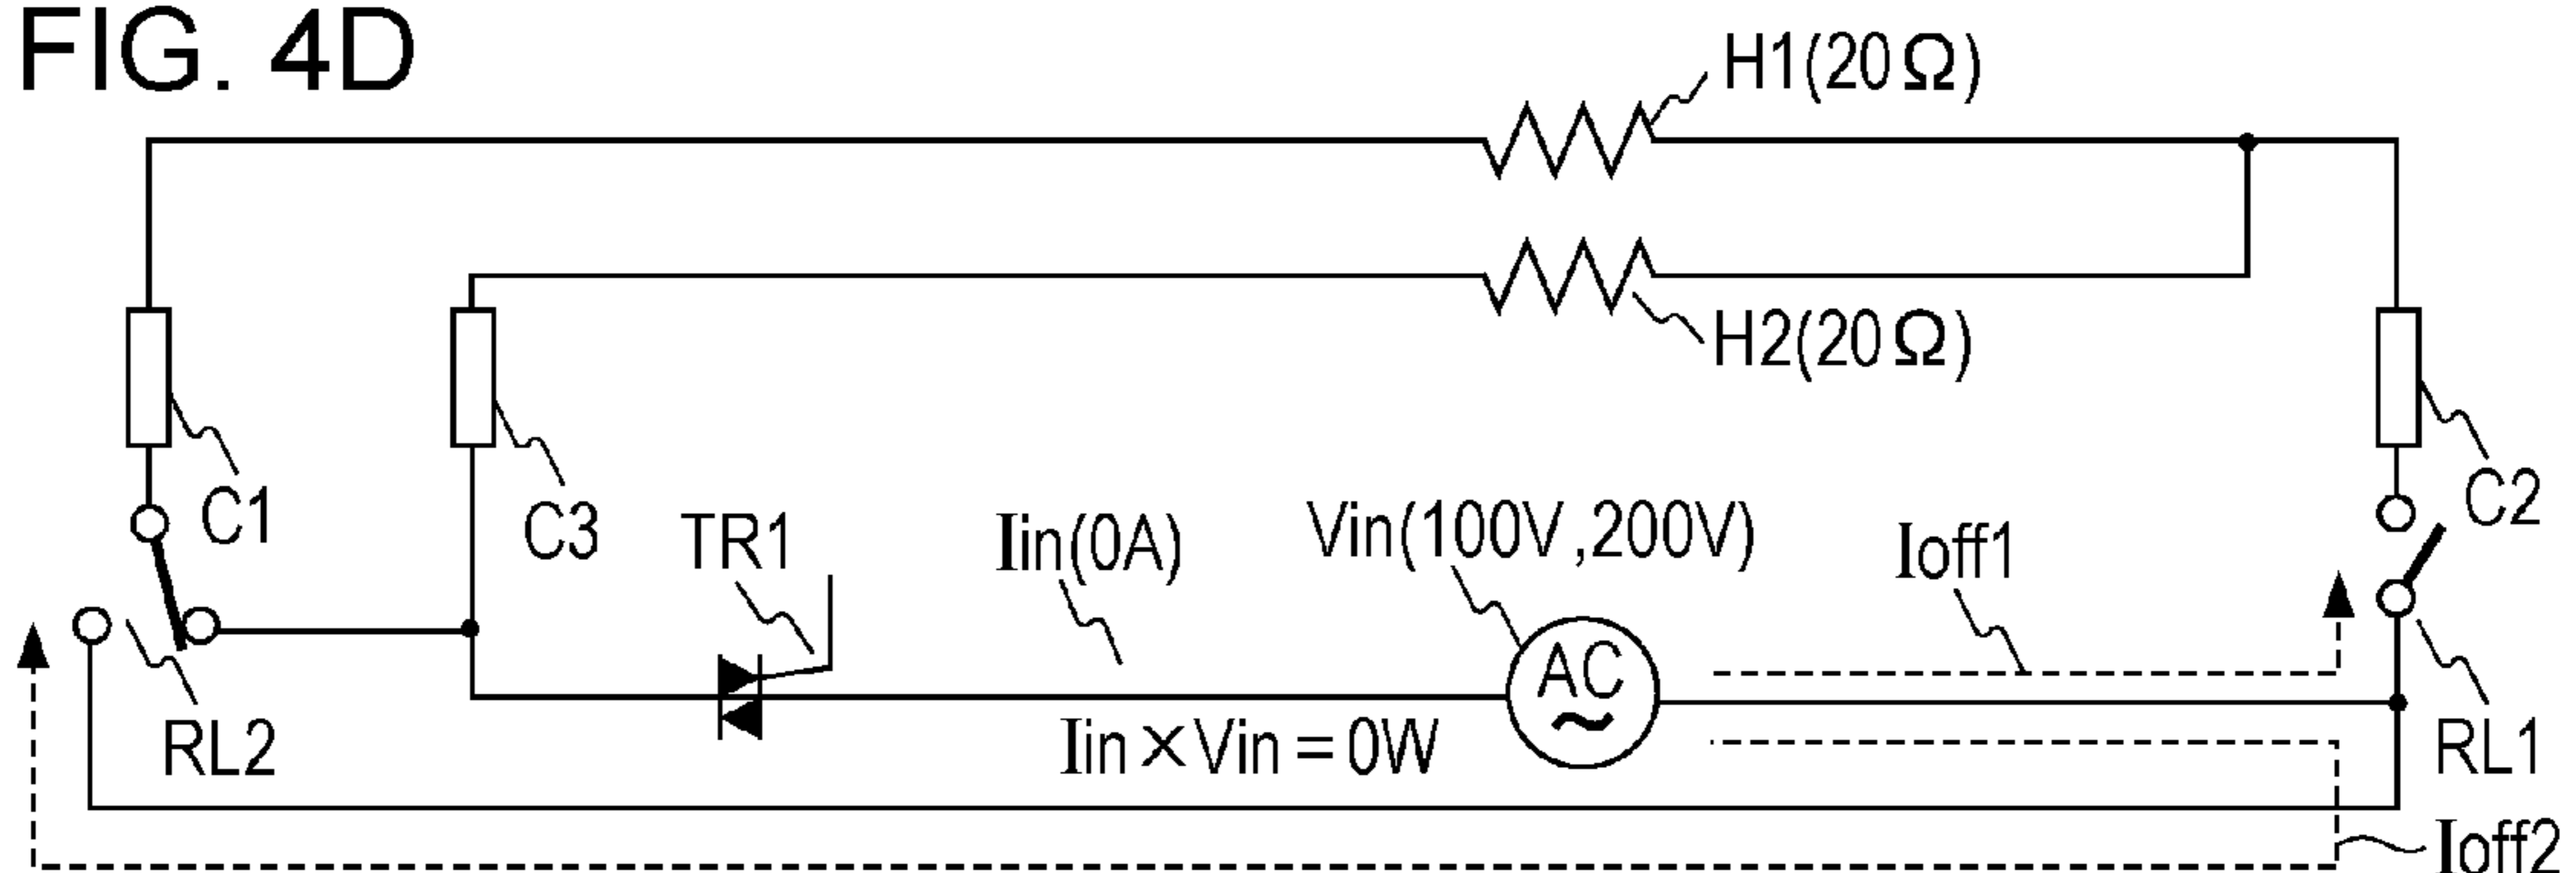 FIG. 4D
H1(20Ω)
H2(20Ω)
C1
C3
C2
TR1
Iin(0A)
Vin(100V,200V)
Ioff1
AC
~
RL2
Iin×Vin=0W
RL1
Ioff2